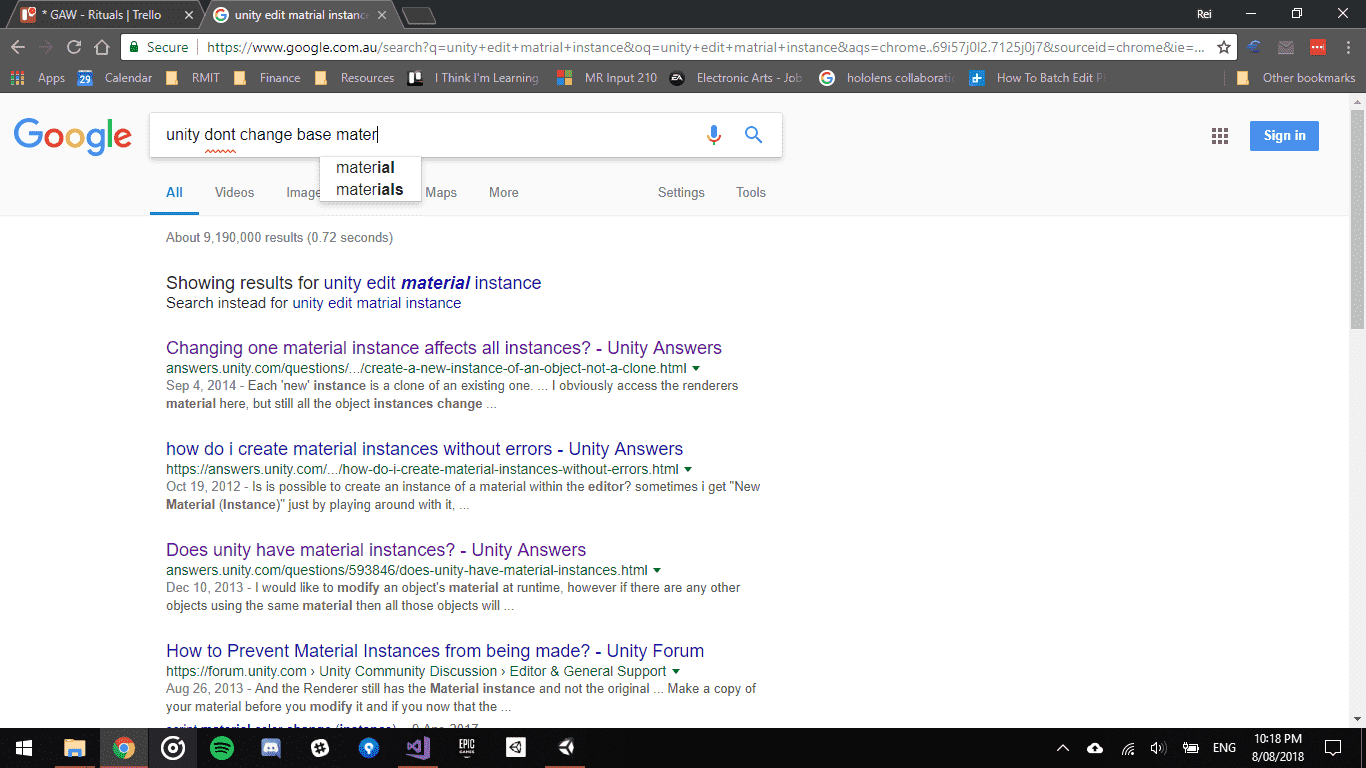 * GAW - Rituals | Trello
unity edit matrial instance
Rei
Secure
https://www.google.com.au/search?q=unity+edit+matrial+instance&oq=unity+edit+matrial+instance&aqs=chrome..69i57j0l2.7125j0j7&sourceid=chrome&ie=...
Apps
29
Calendar
RMIT
Finance
Resources
I Think I'm Learning
MR Input 210
Electronic Arts - Job
hololens collaborati
How To Batch Edit P
Other bookmarks
Google
unity dont change base mater
Sign in
material
materials
All
Videos
Image
Maps
More
Settings
Tools
About 9,190,000 results (0.72 seconds)
Showing results for unity edit material instance
Search instead for unity edit matrial instance
Changing one material instance affects all instances? - Unity Answers
answers.unity.com/questions/.../create-a-new-instance-of-an-object-not-a-clone.html
Sep 4, 2014 - Each 'new' instance is a clone of an existing one. ... I obviously access the renderers
material here, but still all the object instances change ...
how do i create material instances without errors - Unity Answers
https://answers.unity.com/.../how-do-i-create-material-instances-without-errors.html
Oct 19, 2012 - Is is possible to create an instance of a material within the editor? sometimes i get "New
Material (Instance)" just by playing around with it, ...
Does unity have material instances? - Unity Answers
answers.unity.com/questions/593846/does-unity-have-material-instances.html
Dec 10, 2013 - I would like to modify an object's material at runtime, however if there are any other
objects using the same material then all those objects will ...
How to Prevent Material Instances from being made? - Unity Forum
https://forum.unity.com › Unity Community Discussion › Editor & General Support
Aug 26, 2013 - And the Renderer still has the Material instance and not the original ... Make a copy of
your material before you modify it and if you now that the ...
script material color change (instance)
9 Apr 2017
EPIC
GAMES
ENG
10:18 PM
8/08/2018